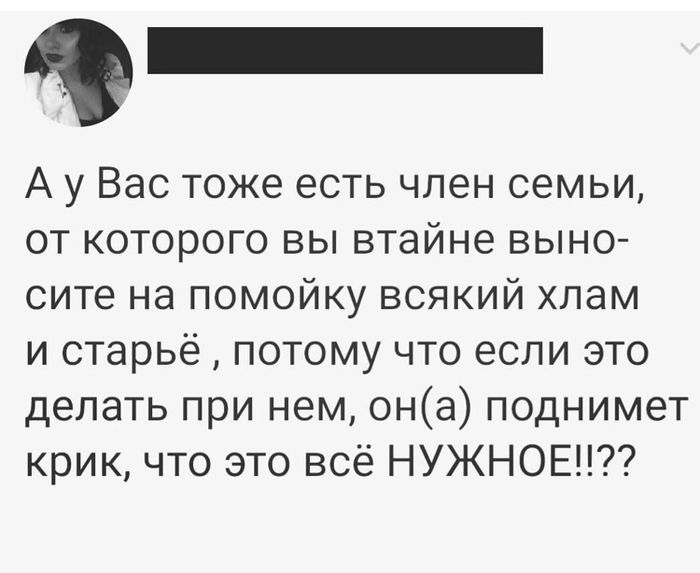 А у Вас тоже есть член семьи,
от которого вы втайне выно-
сите на помойку всякий хлам
и старьё , потому что если это
делать при нем, он(а) поднимет
крик, что это всё НУЖНОЕ!!??